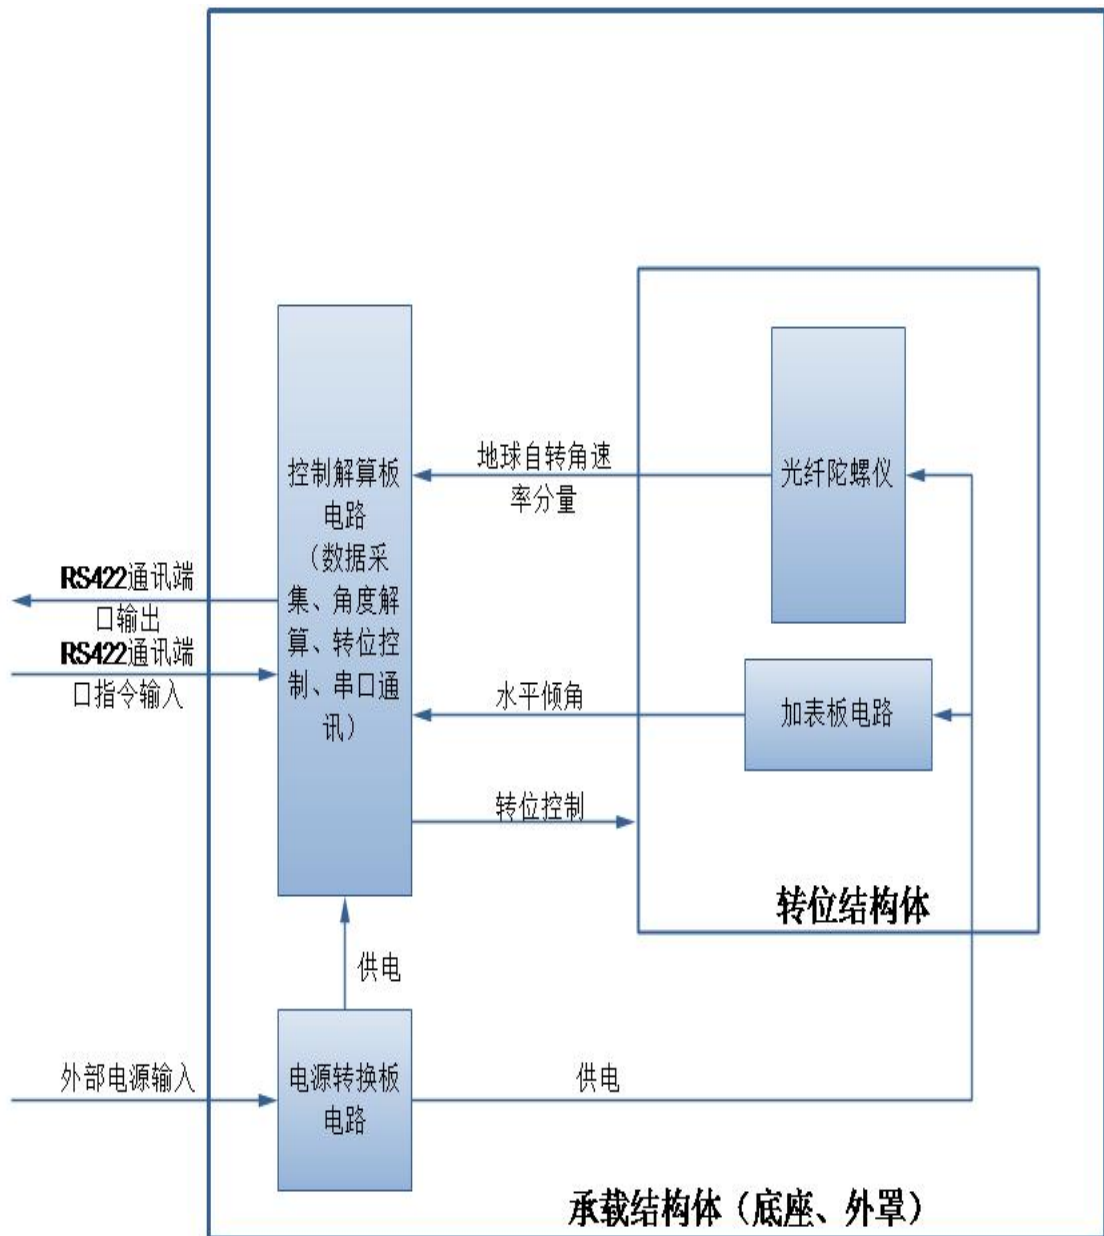 控制解算板
电路
（数据采
集、角度解
算、转位控
制、串口通
讯）
地球自转角速
率分量
光纤陀螺仪
RS422通讯端
口输出
RS422通讯端
口指令输入
水平倾角
加表板电路
转位控制
转位结构体
供电
外部电源输入
电源转换板
电路
供电
承载结构体（底座、外罩）